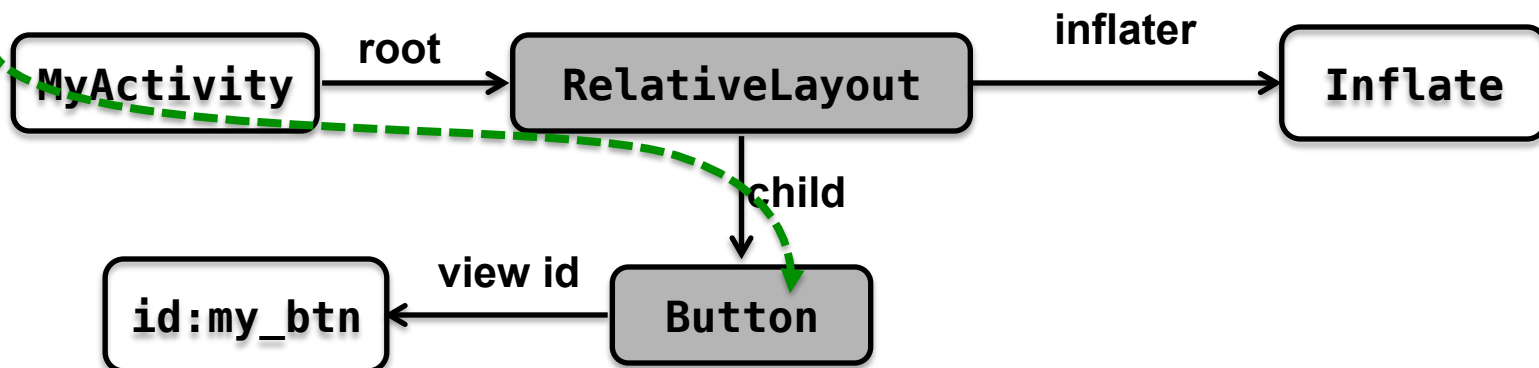 root
inflater
MyActivity
RelativeLayout
Inflate
child
view id
id:my_btn
Button